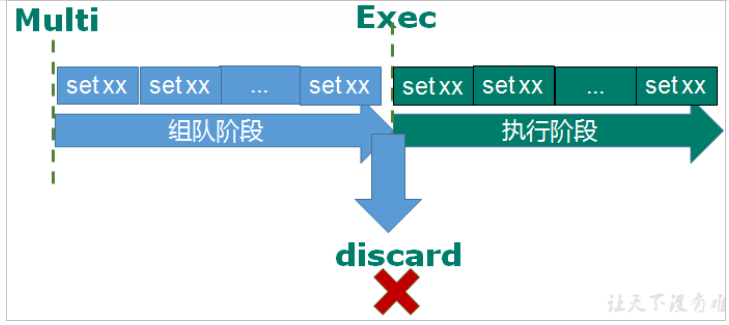 Multi
Exec
set xx set xx ... set xx
set xx set xx ... set xx
组队阶段
执行阶段
discard
让天下没有难